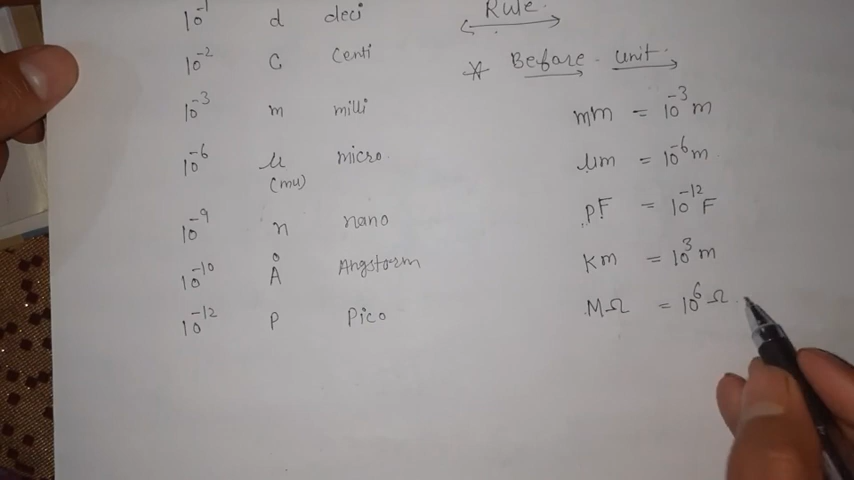 10⁻¹ d deci
10⁻² C Centi
10⁻³ m milli
10⁻⁶ μ micro
(mu)
10⁻⁹ n nano
10⁻¹⁰ Å Angstorm
10⁻¹² P Pico
Rule.
* Before unit.
mm = 10⁻³ m
μm = 10⁻⁶ m
pF = 10⁻¹² F
Km = 10³ m
MΩ = 10⁶ Ω.